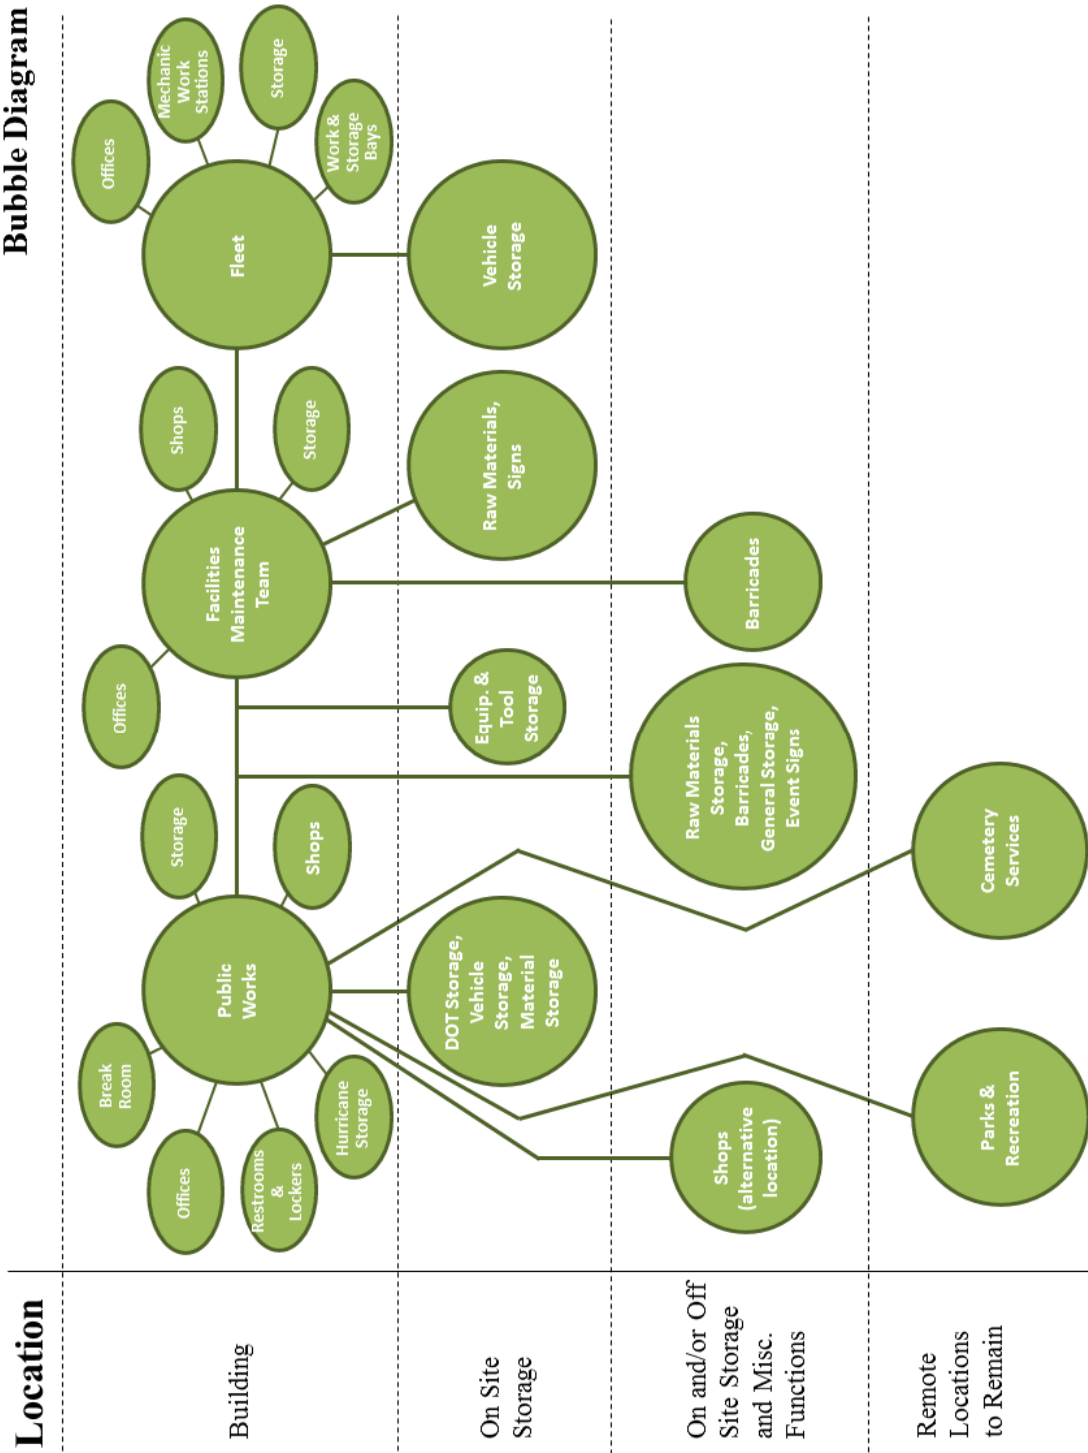 Location
Bubble Diagram
Building
Break
Room
Offices
Restrooms
&
Lockers
Hurricane
Storage
Public
Works
Storage
Shops
Offices
Facilities
Maintenance
Team
Shops
Storage
Fleet
Offices
Mechanic
Work
Stations
Storage
Work &
Storage
Bays
On Site
Storage
DOT Storage,
Vehicle
Storage,
Material
Storage
Equip. &
Tool
Storage
Raw Materials,
Signs
Vehicle
Storage
On and/or Off
Site Storage
and Misc.
Functions
Shops
(alternative
location)
Raw Materials
Storage,
Barricades,
General Storage,
Event Signs
Barricades
Remote
Locations
to Remain
Parks &
Recreation
Cemetery
Services